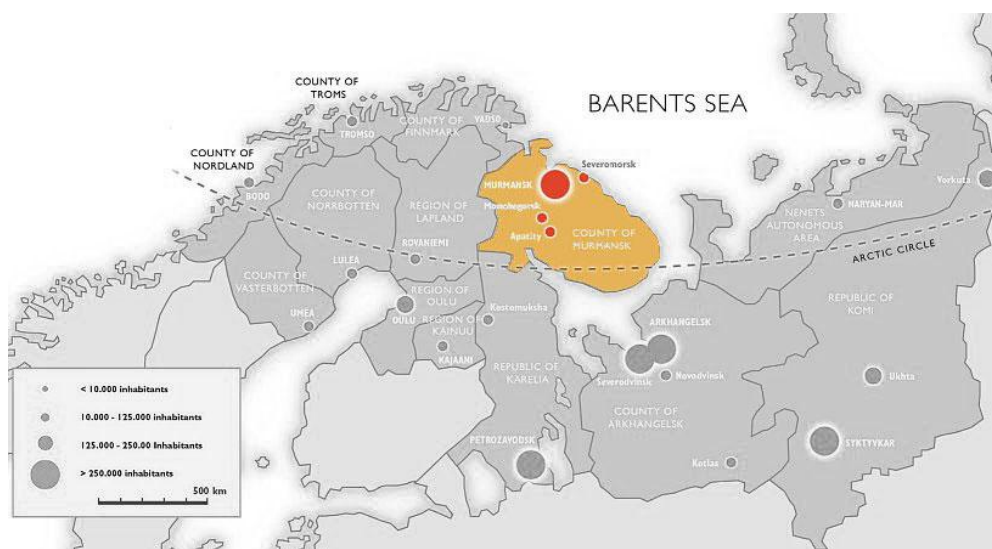 COUNTY OF
TROMS
BARENTS SEA
TROMSO
COUNTY OF
FINNMARK
VADSO
COUNTY OF
NORDLAND
BODO
COUNTY OF
NORRBOTTEN
REGION OF
LAPLAND
MURMANSK
Severomorsk
Monchegorsk
Apatity
COUNTY OF
MURMANSK
NARYAN-MAR
NENETS
AUTONOMOUS
AREA
Vorkuta
ARCTIC CIRCLE
ROVANIEMI
LULEA
COUNTY OF
VASTERBOTTEN
UMEA
REGION OF
OULU
OULU
REGION OF
KAINUU
KAJAANI
Kostomuksha
REPUBLIC OF
KARELIA
PETROZAVODSK
ARKHANGELSK
Severodvinsk
Novodvinsk
COUNTY OF
ARKHANGELSK
Kotlas
REPUBLIC OF
KOMI
Ukhta
SYKTYVKAR
< 10.000 inhabitants
10.000 - 125.000 inhabitants
125.000 - 250.00 Inhabitants
> 250.000 inhabitants
500 km